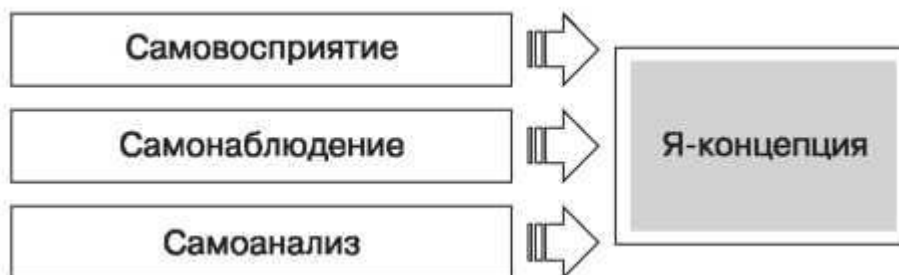 Самовосприятие
Самонаблюдение
Я-концепция
Самоанализ